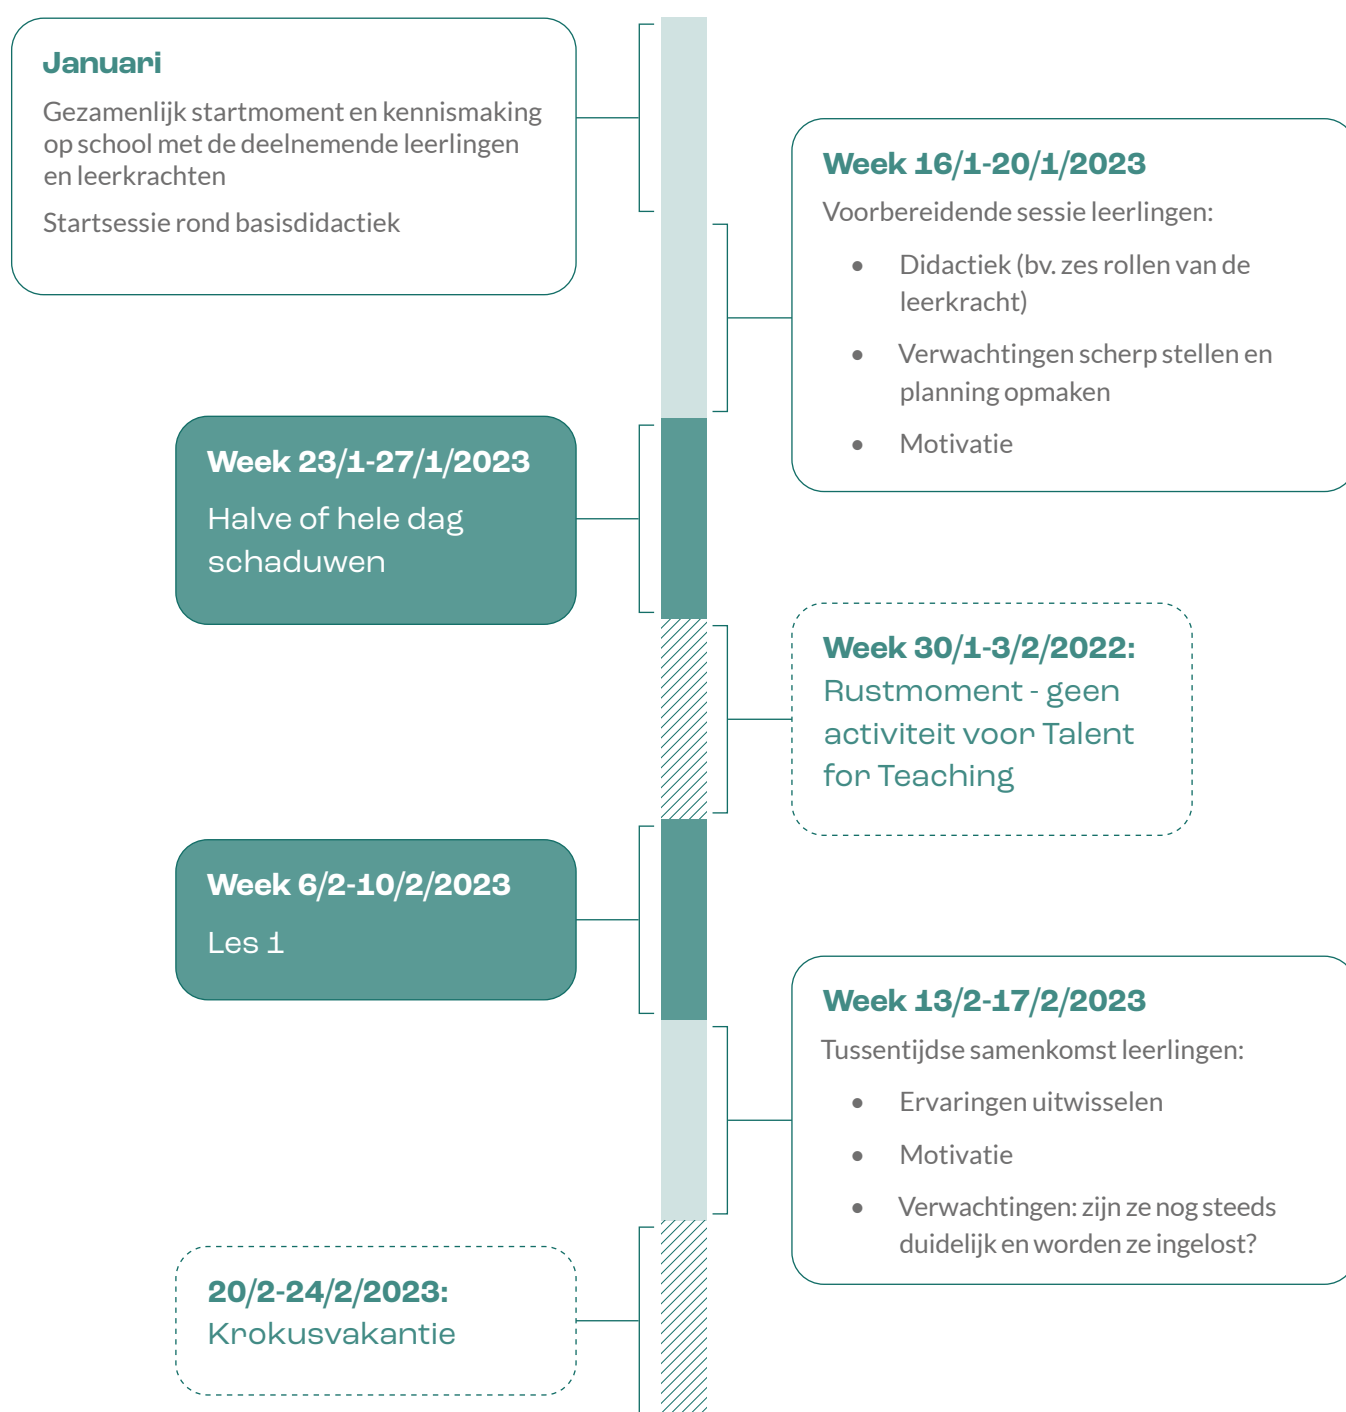 Januari
Gezamenlijk startmoment en kennismaking
op school met de deelnemende leerlingen
en leerkrachten
Startsessie rond basisdidactiek
Week 16/1-20/1/2023
Voorbereidende sessie leerlingen:
• Didactiek (bv. zes rollen van de
leerkracht)
• Verwachtingen scherp stellen en
planning opmaken
• Motivatie
Week 23/1-27/1/2023
Halve of hele dag
schaduwen
Week 30/1-3/2/2022:
Rustmoment - geen
activiteit voor Talent
for Teaching
Week 6/2-10/2/2023
Les 1
Week 13/2-17/2/2023
Tussentijdse samenkomst leerlingen:
• Ervaringen uitwisselen
• Motivatie
• Verwachtingen: zijn ze nog steeds
duidelijk en worden ze ingelost?
20/2-24/2/2023:
Krokusvakantie